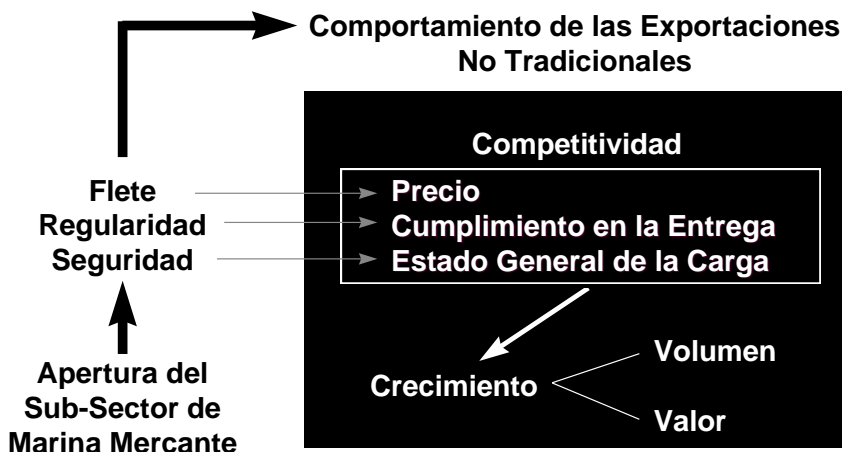 Comportamiento de las Exportaciones
No Tradicionales
Competitividad
Flete
Regularidad
Seguridad
Precio
Cumplimiento en la Entrega
Estado General de la Carga
Apertura del
Sub-Sector de
Marina Mercante
Crecimiento
Volumen
Valor